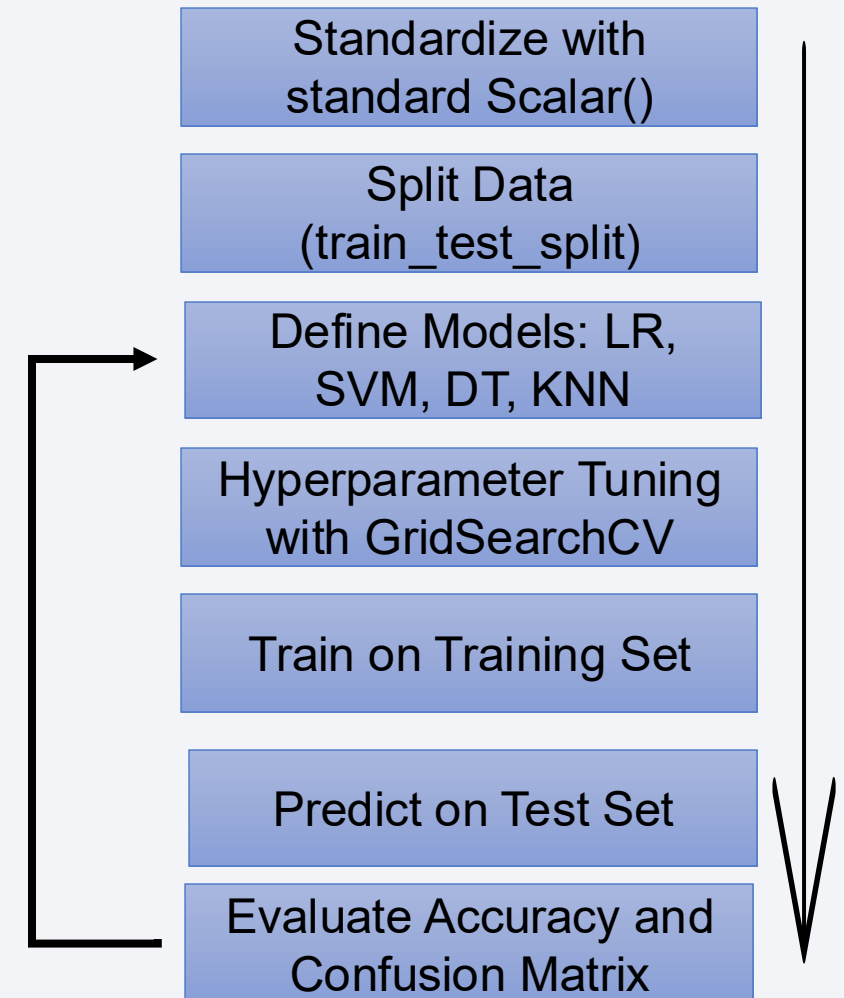 Standardize with
standard Scalar()
Split Data
(train_test_split)
Define Models: LR,
SVM, DT, KNN
Hyperparameter Tuning
with GridSearchCV
Train on Training Set
Predict on Test Set
Evaluate Accuracy and
Confusion Matrix